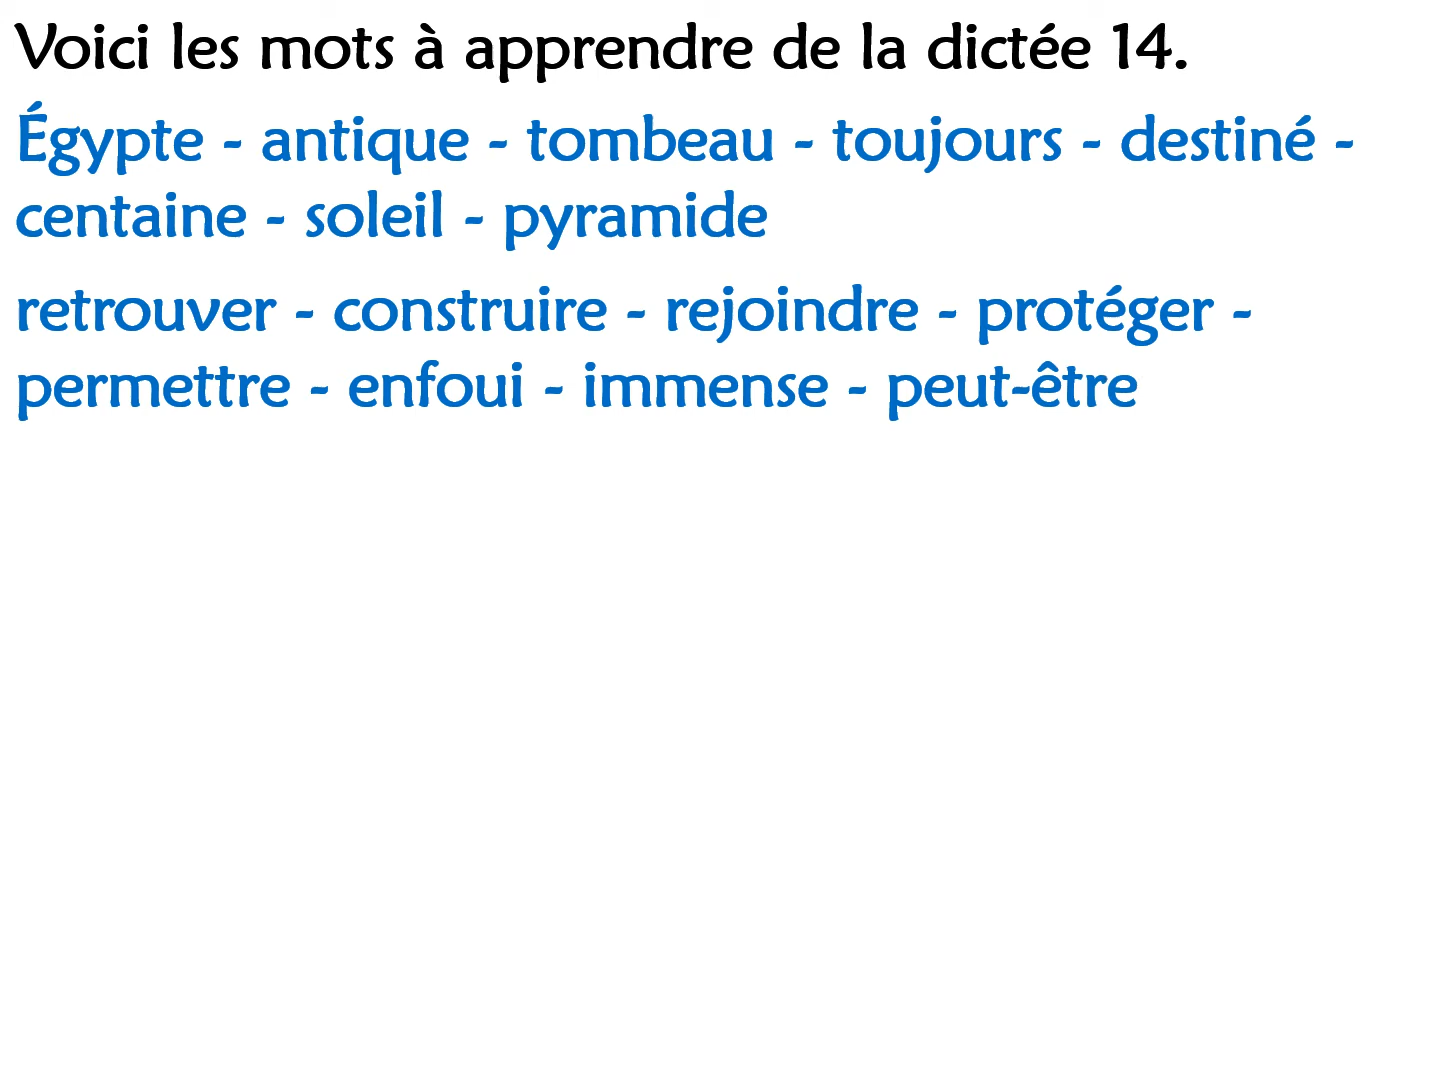 Voici les mots à apprendre de la dictée 14.
Égypte - antique - tombeau - toujours - destiné -
centaine - soleil - pyramide
retrouver - construire - rejoindre - protéger -
permettre - enfoui - immense - peut-être